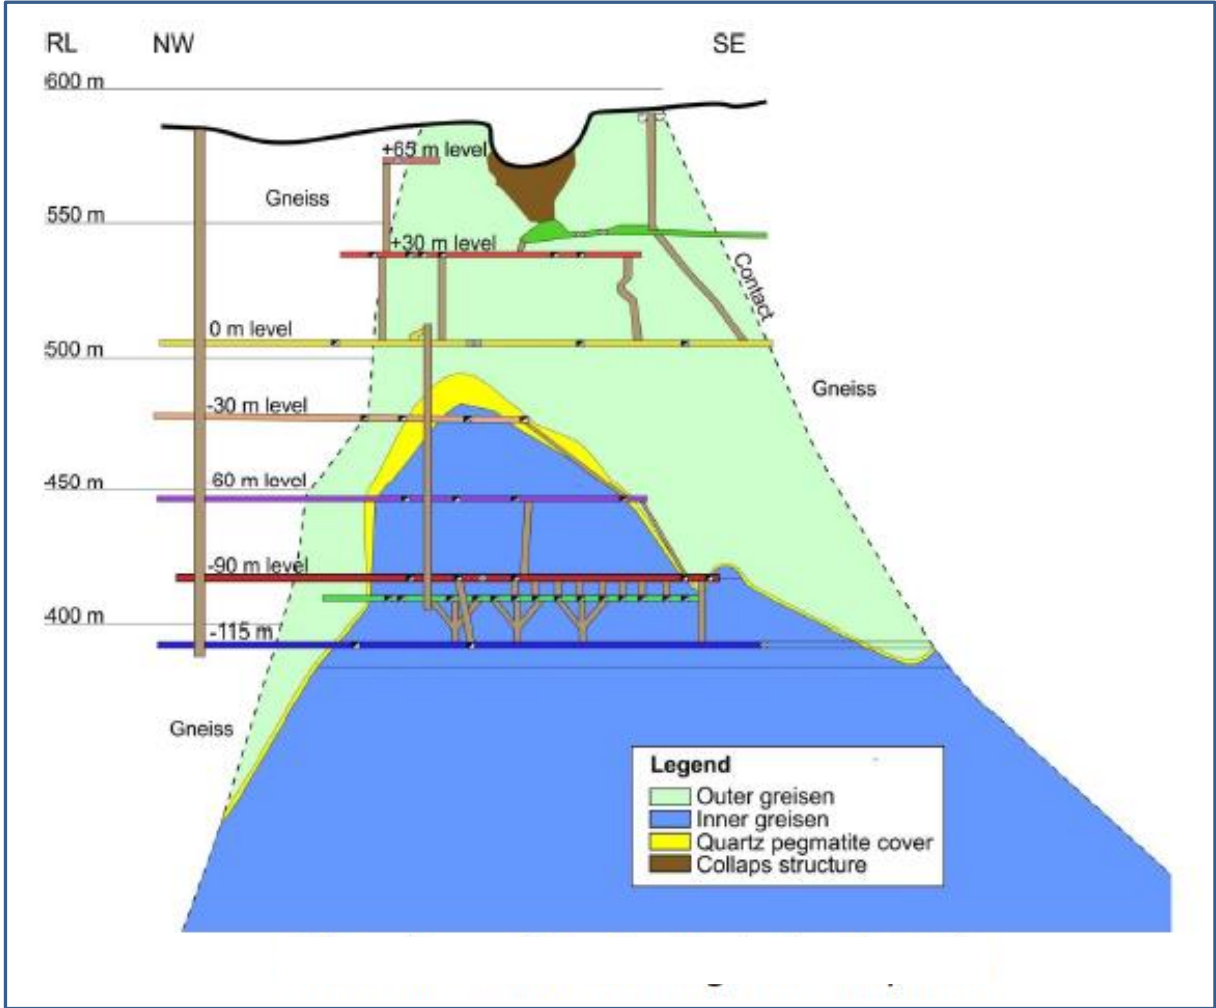 RL NW SE
600 m
+65 m level
Gneiss
550 m
+30 m level
Contact
0 m level
500 m
Gneiss
-30 m level
450 m
60 m level
-90 m level
400 m
-115 m
Gneiss
Legend
Outer greisen
Inner greisen
Quartz pegmatite cover
Collaps structure